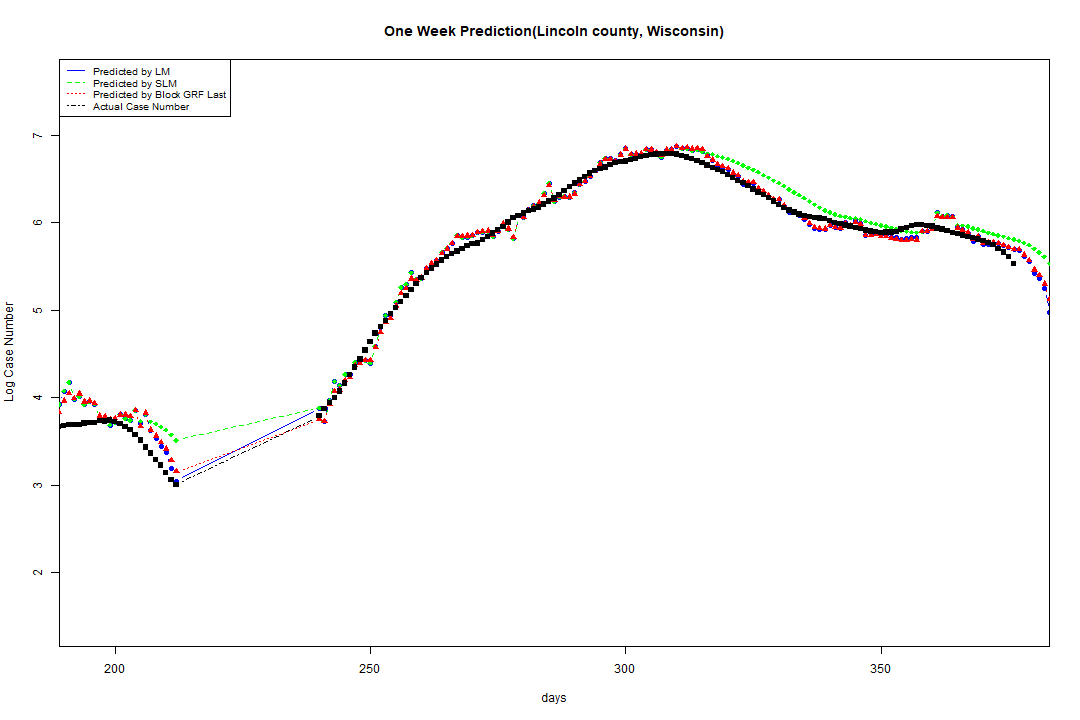 One Week Prediction(Lincoln county, Wisconsin)
Predicted by LM
Predicted by SLM
Predicted by Block GRF Last
Actual Case Number
7
6
5
4
3
2
Log Case Number
200 250 300 350
days